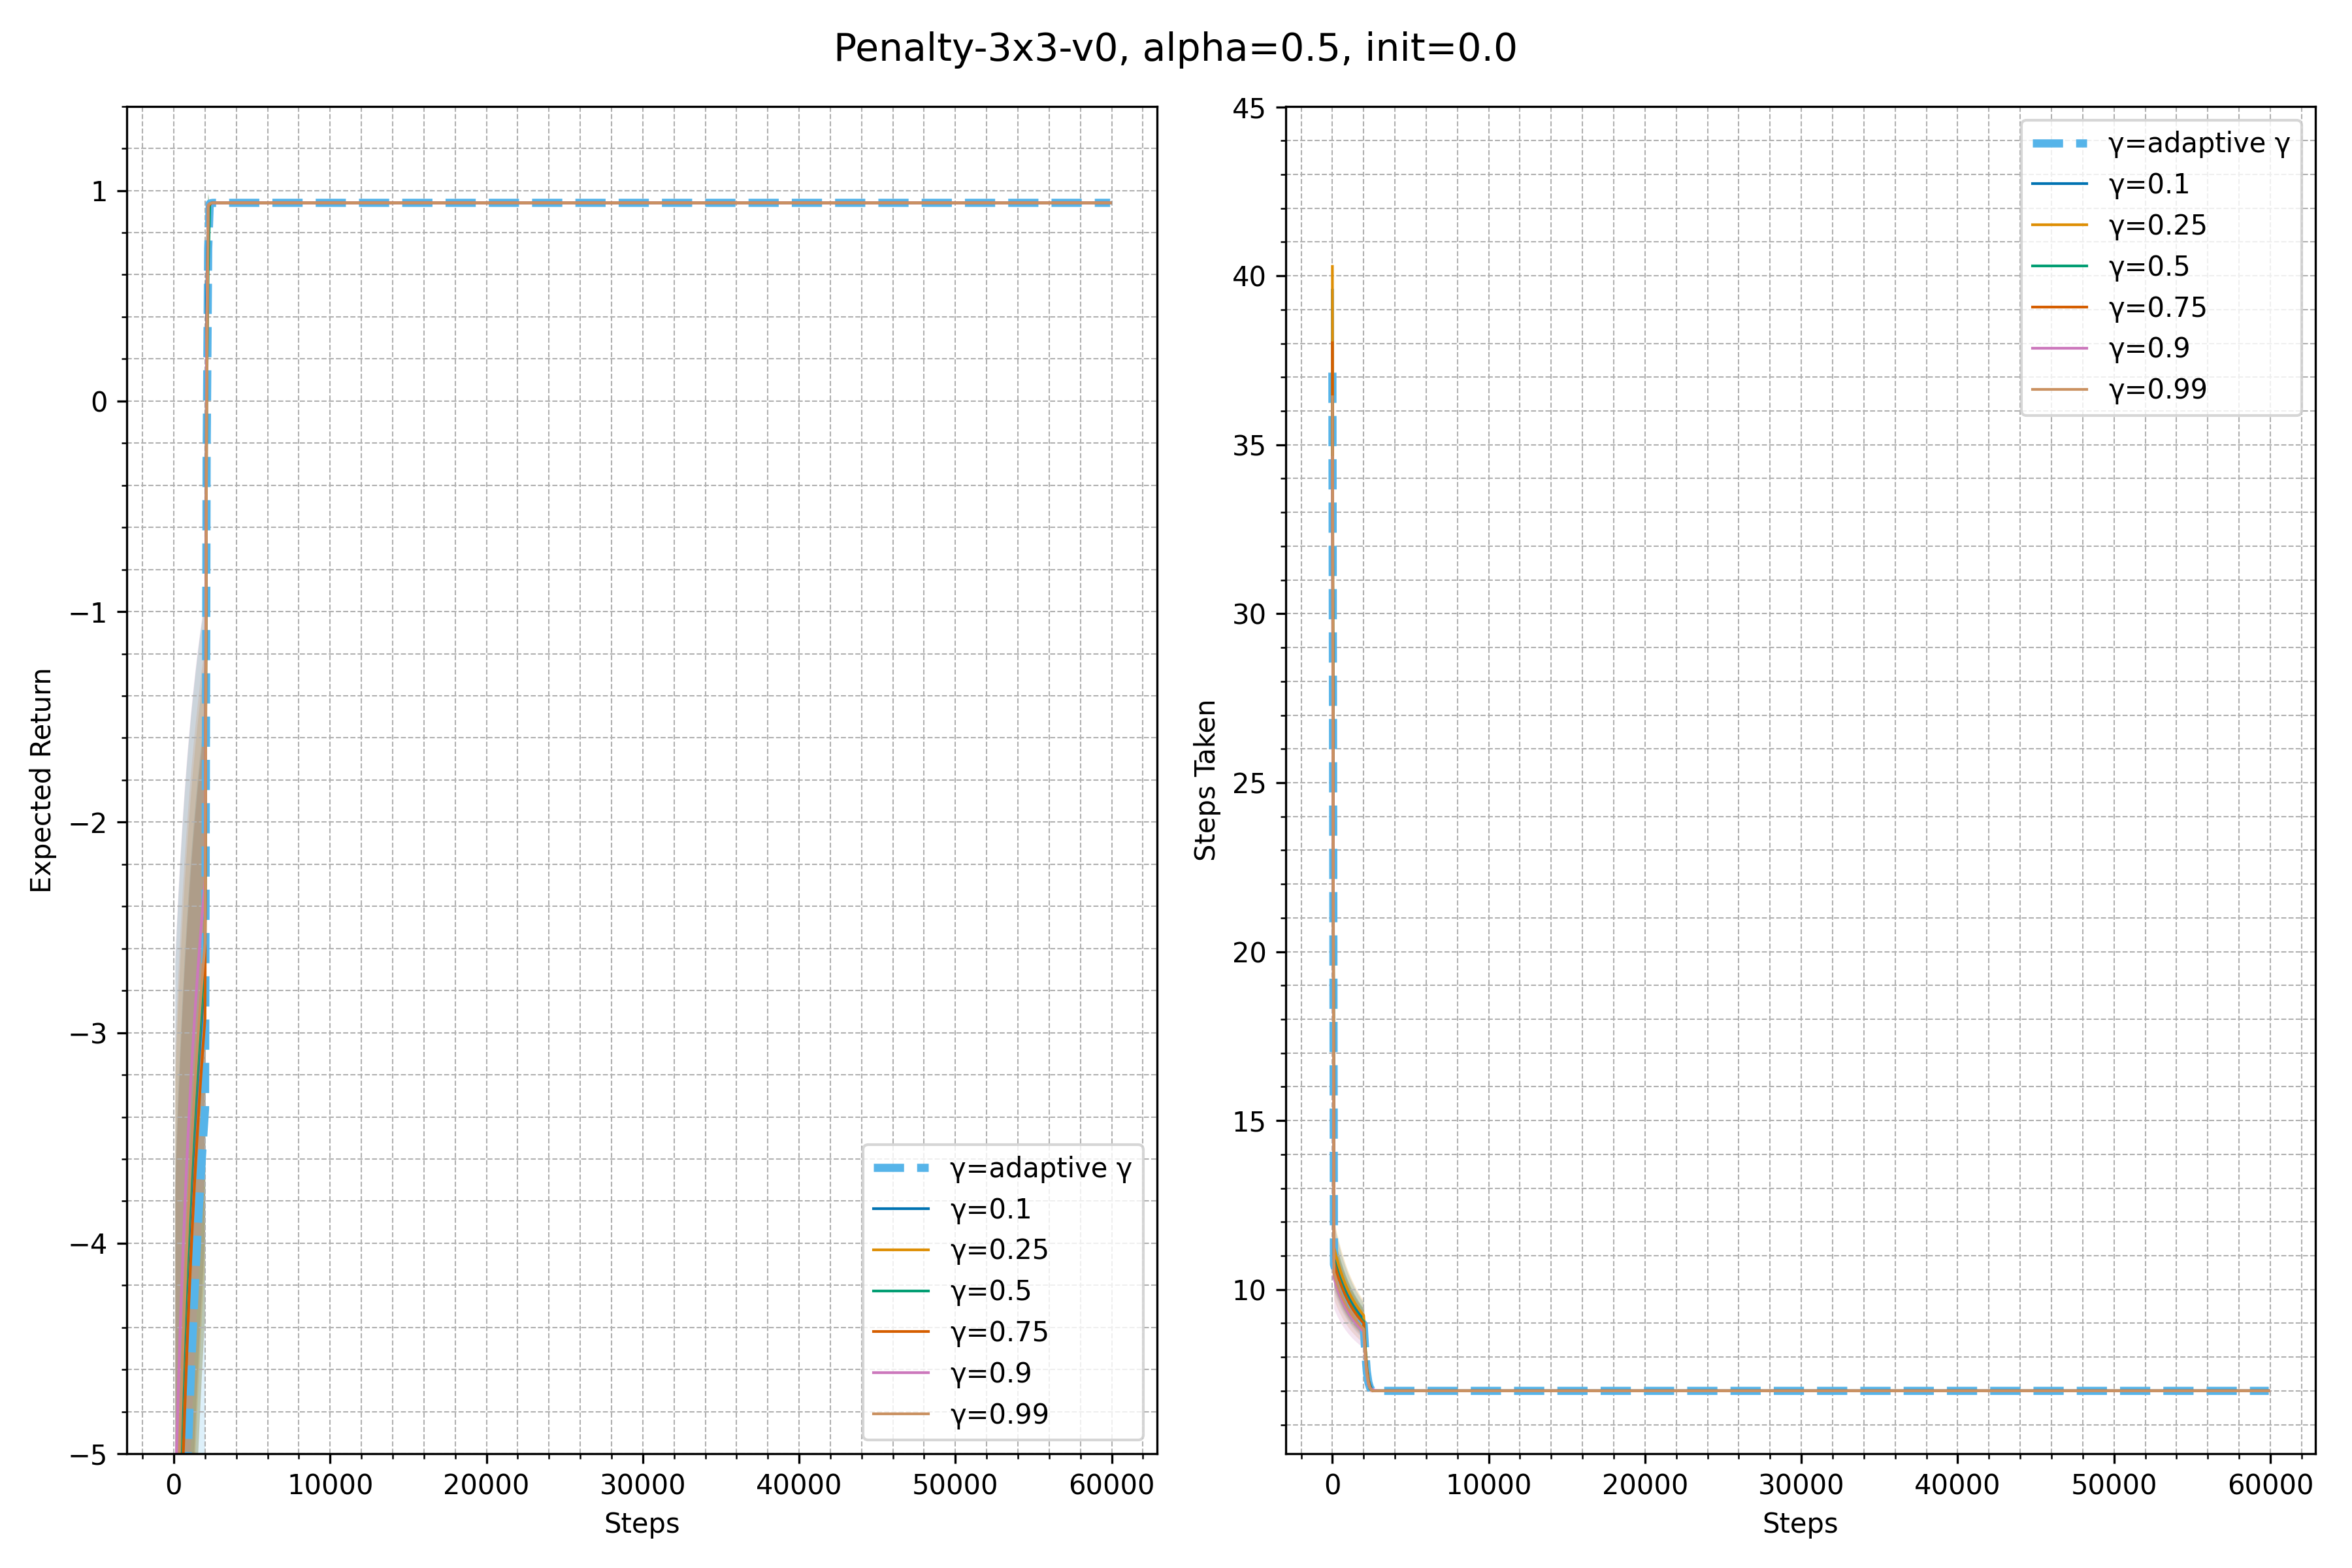 Penalty-3x3-v0, alpha=0.5, init=0.0
Expected Return
1
0
−1
−2
−3
−4
−5
0 10000 20000 30000 40000 50000 60000
Steps
γ=adaptive γ
γ=0.1
γ=0.25
γ=0.5
γ=0.75
γ=0.9
γ=0.99
Steps Taken
45
40
35
30
25
20
15
10
0 10000 20000 30000 40000 50000 60000
Steps
γ=adaptive γ
γ=0.1
γ=0.25
γ=0.5
γ=0.75
γ=0.9
γ=0.99